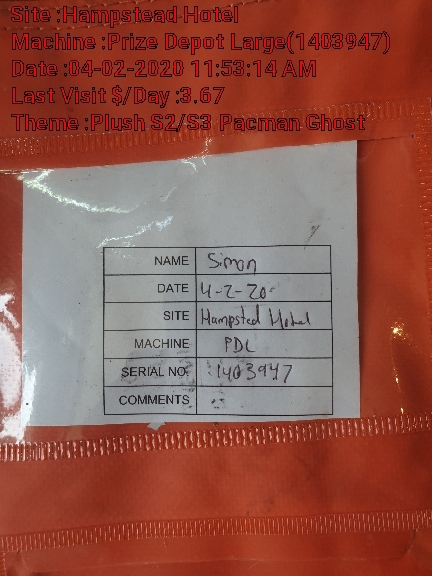 Site :Hampstead Hotel
Machine :Prize Depot Large(1403947)
Date :04-02-2020 11:53:14 AM
Last Visit $/Day :3.67
Theme :Plush S2/S3 Pacman Ghost
NAME Simon
DATE 4-2-20
SITE Hampsted Hotel
MACHINE PDL
SERIAL NO. 1403947
COMMENTS